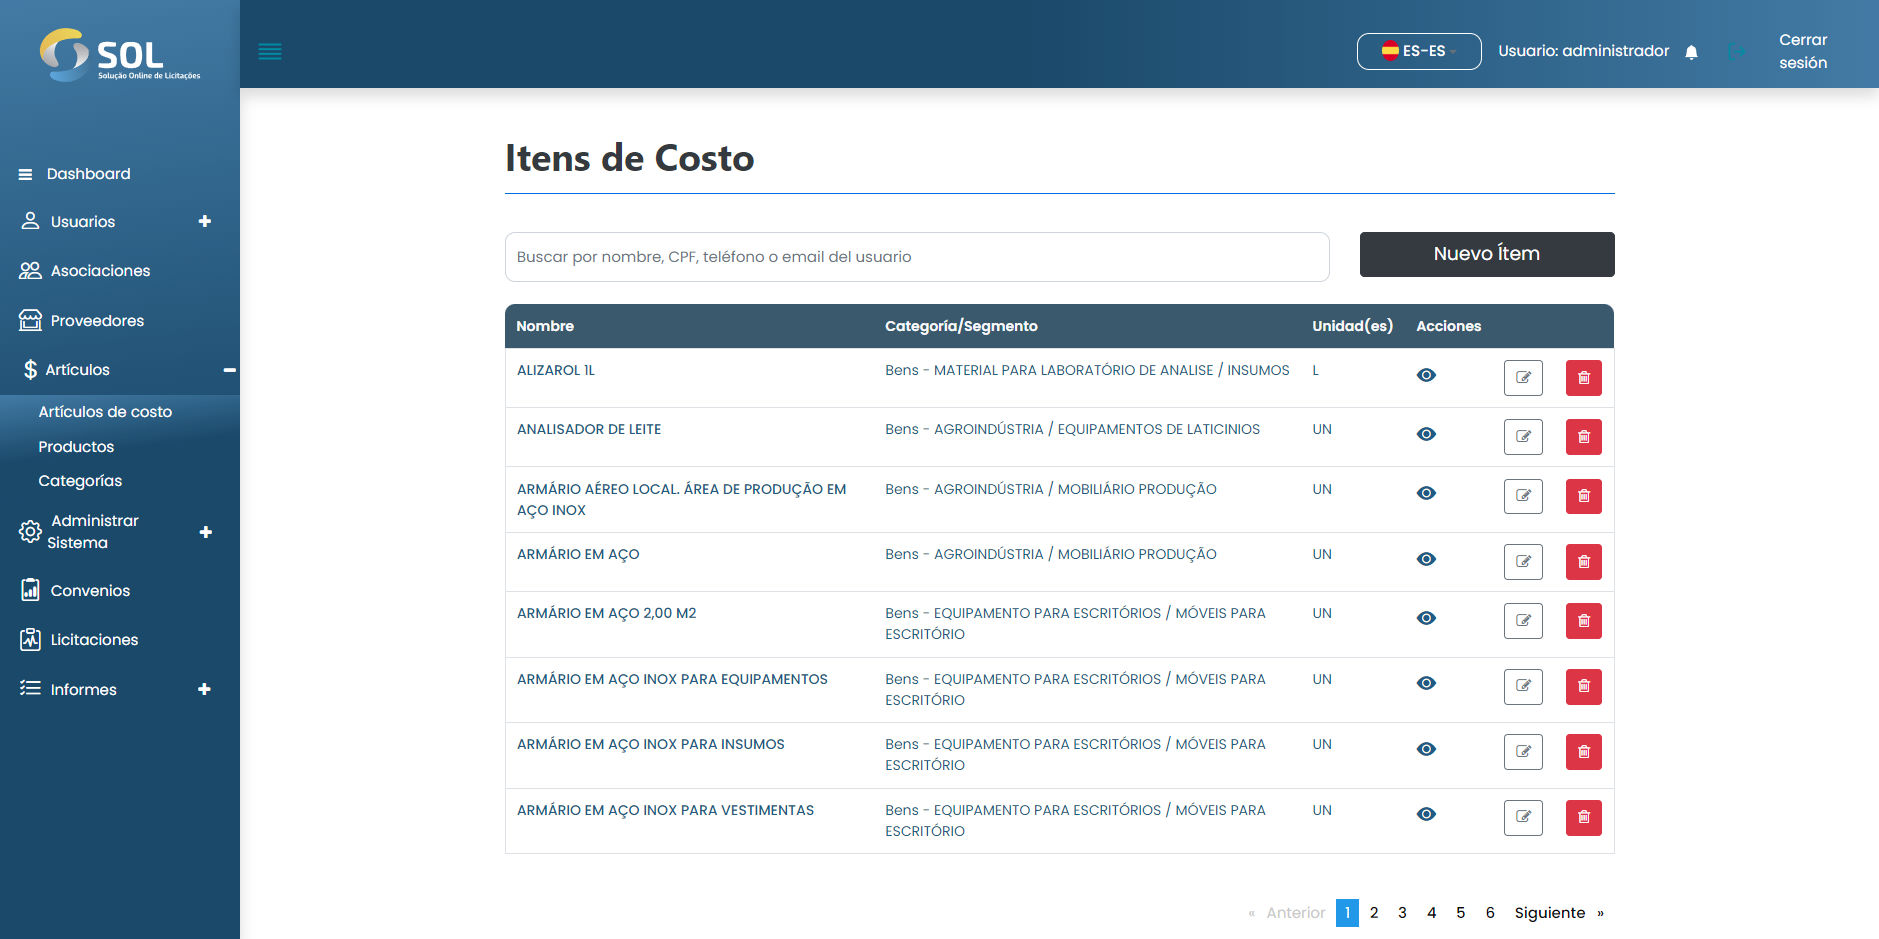 SOL
Solução Online de Licitações
ES-ES
Usuario: administrador
Cerrar
sesión
Dashboard
Usuarios
Asociaciones
Proveedores
Artículos
Artículos de costo
Productos
Categorías
Administrar
Sistema
Convenios
Licitaciones
Informes
Itens de Costo
Buscar por nombre, CPF, teléfono o email del usuario
Nuevo Ítem
Nombre Categoría/Segmento Unidad(es) Acciones
ALIZAROL 1L Bens - MATERIAL PARA LABORATÓRIO DE ANALISE / INSUMOS L
ANALISADOR DE LEITE Bens - AGROINDÚSTRIA / EQUIPAMENTOS DE LATICINIOS UN
ARMÁRIO AÉREO LOCAL. ÁREA DE PRODUÇÃO EM Bens - AGROINDÚSTRIA / MOBILIÁRIO PRODUÇÃO UN
AÇO INOX
ARMÁRIO EM AÇO Bens - AGROINDÚSTRIA / MOBILIÁRIO PRODUÇÃO UN
ARMÁRIO EM AÇO 2,00 M2 Bens - EQUIPAMENTO PARA ESCRITÓRIOS / MÓVEIS PARA UN
ESCRITÓRIO
ARMÁRIO EM AÇO INOX PARA EQUIPAMENTOS Bens - EQUIPAMENTO PARA ESCRITÓRIOS / MÓVEIS PARA UN
ESCRITÓRIO
ARMÁRIO EM AÇO INOX PARA INSUMOS Bens - EQUIPAMENTO PARA ESCRITÓRIOS / MÓVEIS PARA UN
ESCRITÓRIO
ARMÁRIO EM AÇO INOX PARA VESTIMENTAS Bens - EQUIPAMENTO PARA ESCRITÓRIOS / MÓVEIS PARA UN
ESCRITÓRIO
« Anterior 1 2 3 4 5 6 Siguiente »